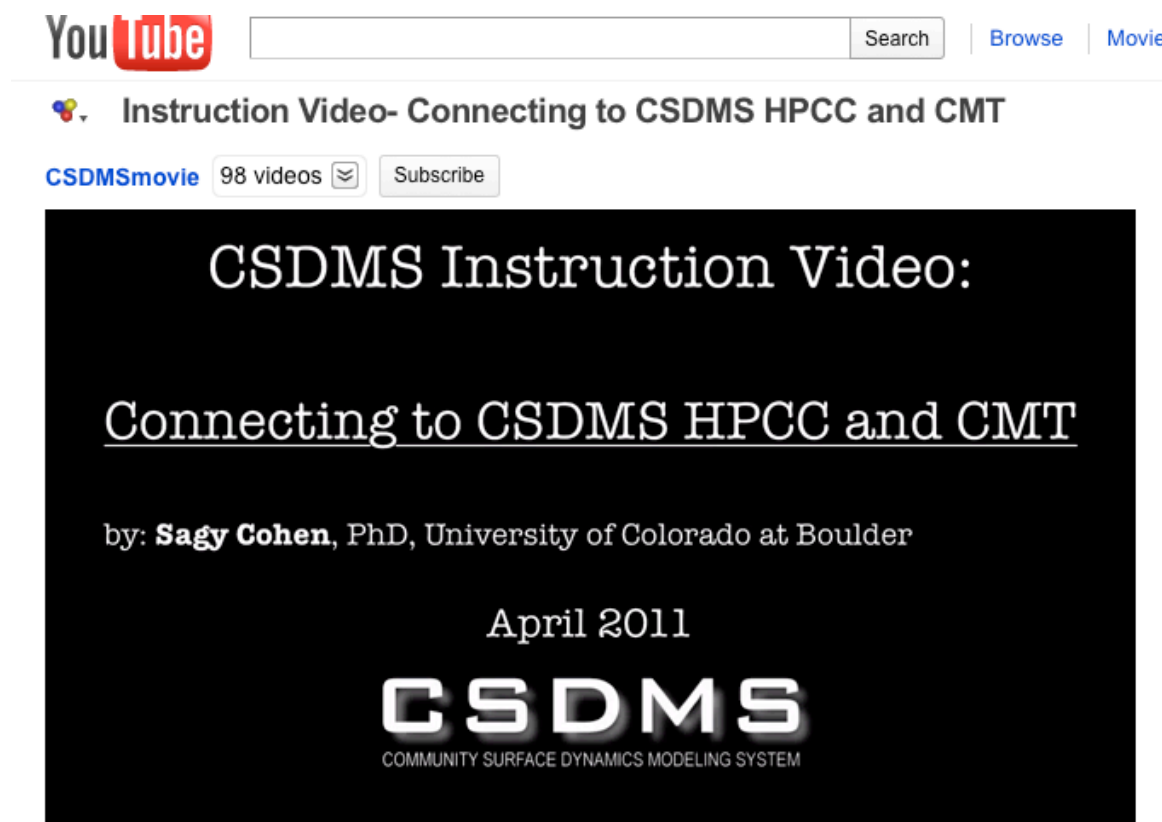 YouTube Search Browse Movie
Instruction Video- Connecting to CSDMS HPCC and CMT
CSDMSmovie 98 videos Subscribe
CSDMS Instruction Video:
Connecting to CSDMS HPCC and CMT
by: Sagy Cohen, PhD, University of Colorado at Boulder
April 2011
CSDMS
COMMUNITY SURFACE DYNAMICS MODELING SYSTEM